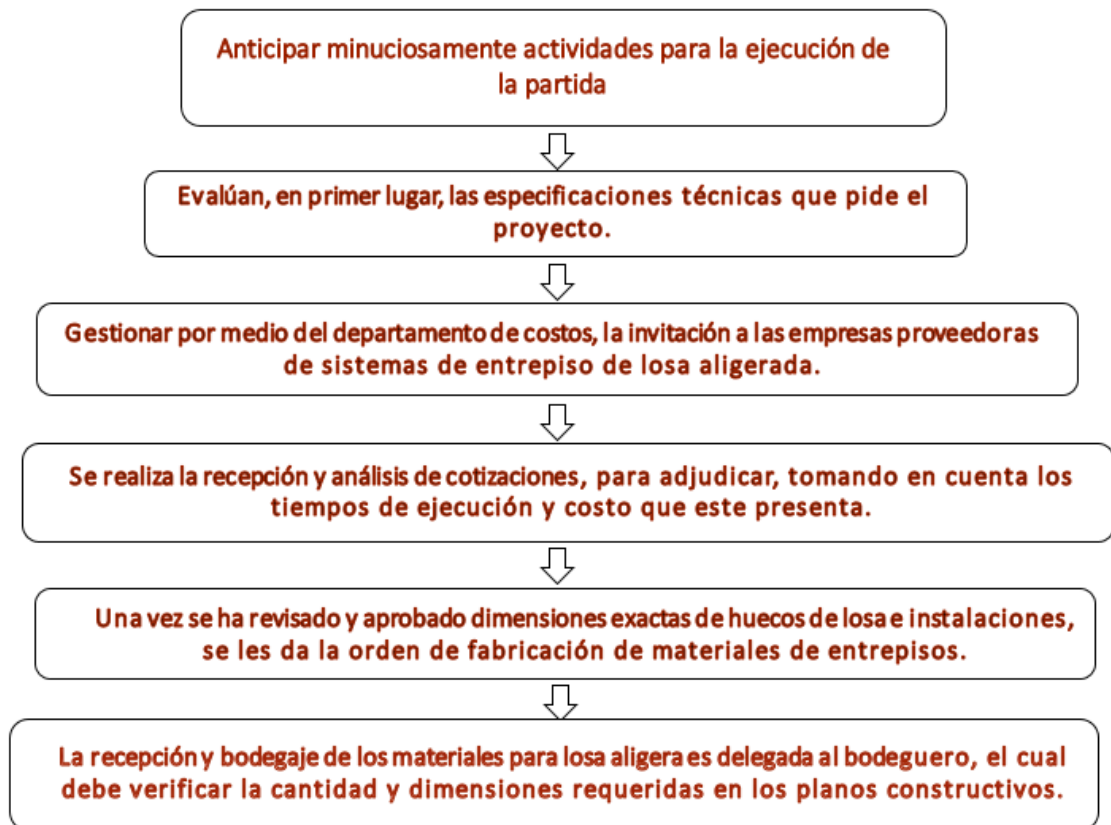 Anticipar minuciosamente actividades para la ejecución de
la partida
Evalúan, en primer lugar, las especificaciones técnicas que pide el
proyecto.
Gestionar por medio del departamento de costos, la invitación a las empresas proveedoras
de sistemas de entrepiso de losa aligerada.
Se realiza la recepción y análisis de cotizaciones, para adjudicar, tomando en cuenta los
tiempos de ejecución y costo que este presenta.
Una vez se ha revisado y aprobado dimensiones exactas de huecos de losa e instalaciones,
se les da la orden de fabricación de materiales de entrepisos.
La recepción y bodegaje de los materiales para losa aligera es delegada al bodeguero, el cual
debe verificar la cantidad y dimensiones requeridas en los planos constructivos.